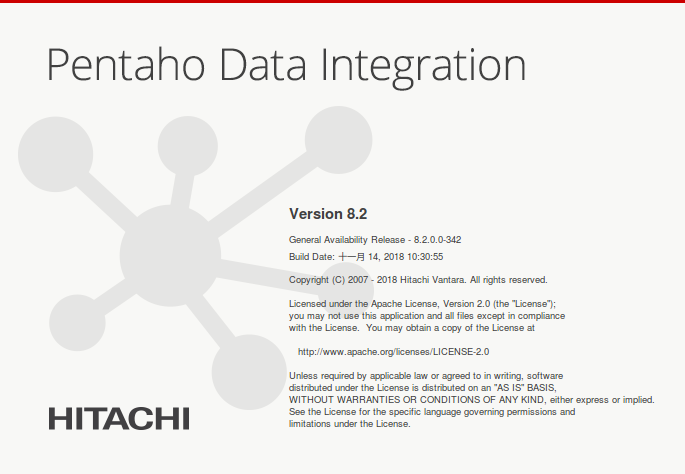 Pentaho Data Integration
Version 8.2
General Availability Release - 8.2.0.0-342
Build Date: 十一月 14, 2018 10:30:55
Copyright (C) 2007 - 2018 Hitachi Vantara. All rights reserved.
Licensed under the Apache License, Version 2.0 (the "License");
you may not use this application and all files except in compliance
with the License.  You may obtain a copy of the License at
http://www.apache.org/licenses/LICENSE-2.0
Unless required by applicable law or agreed to in writing, software
distributed under the License is distributed on an "AS IS" BASIS,
WITHOUT WARRANTIES OR CONDITIONS OF ANY KIND, either express or implied.
See the License for the specific language governing permissions and
limitations under the License.
HITACHI